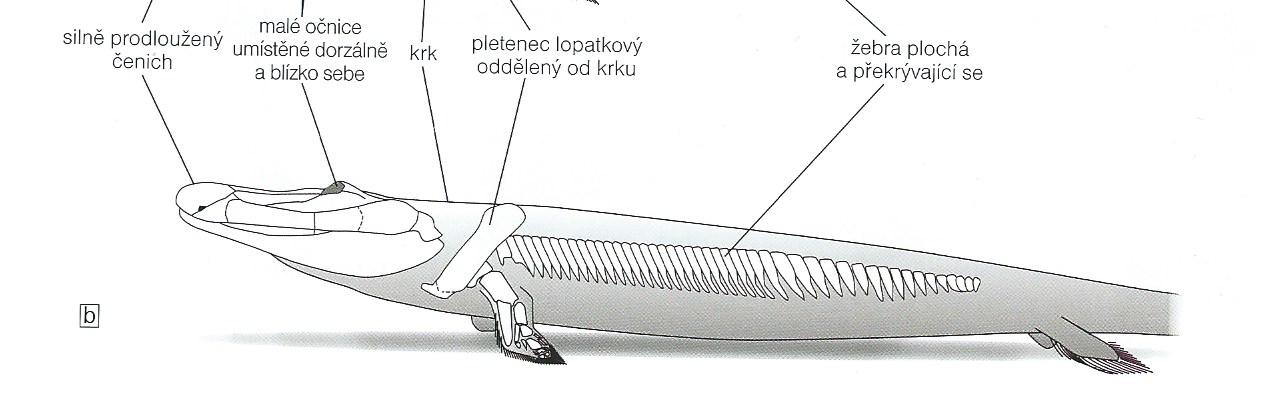 silně prodloužený
čenich
malé očnice
umístěné dorzálně
a blízko sebe
krk
pletenec lopatkový
oddělený od krku
žebra plochá
a překrývající se
b